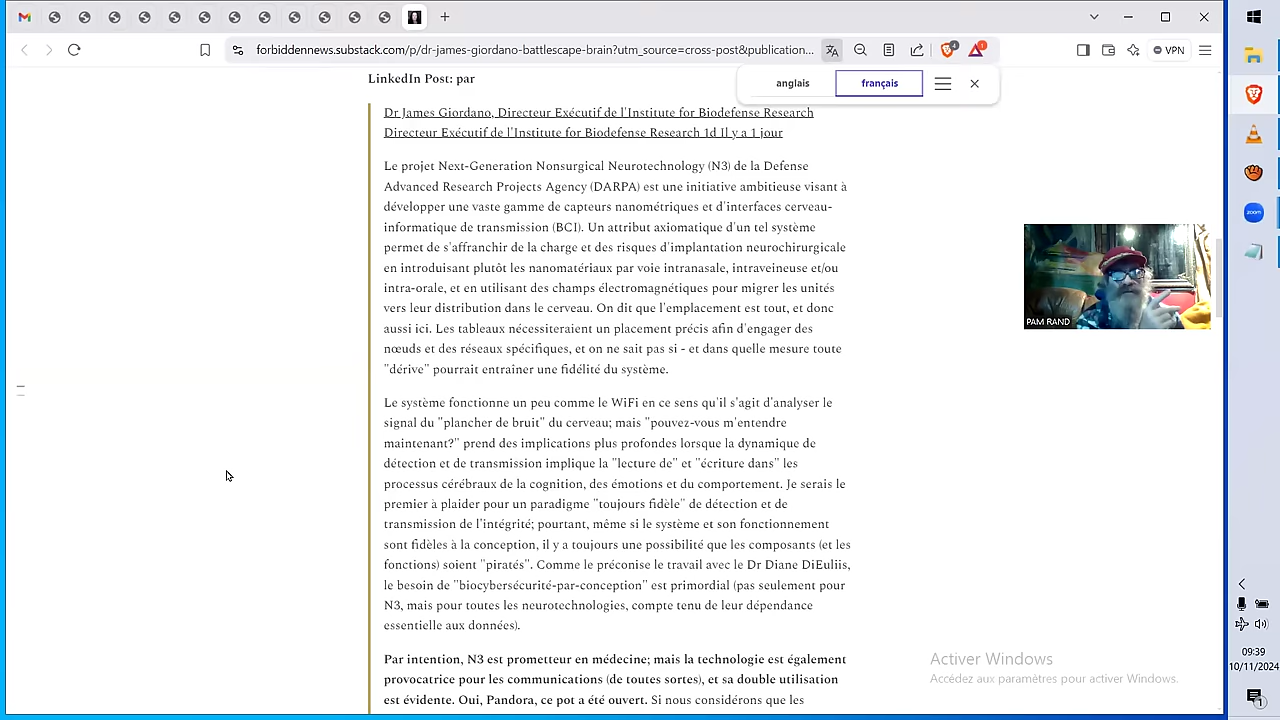 forbiddennews.substack.com/p/dr-james-giordano-battlescape-brain?utm_source=cross-post&publication...
4
1
VPN
LinkedIn Post: par
anglais
français
Dr James Giordano, Directeur Exécutif de l'Institute for Biodefense Research
Directeur Exécutif de l'Institute for Biodefense Research 1d Il y a 1 jour
Le projet Next-Generation Nonsurgical Neurotechnology (N3) de la Defense
Advanced Research Projects Agency (DARPA) est une initiative ambitieuse visant à
développer une vaste gamme de capteurs nanométriques et d'interfaces cerveau-
informatique de transmission (BCI). Un attribut axiomatique d'un tel système
permet de s'affranchir de la charge et des risques d'implantation neurochirurgicale
en introduisant plutôt les nanomatériaux par voie intranasale, intraveineuse et/ou
intra-orale, et en utilisant des champs électromagnétiques pour migrer les unités
vers leur distribution dans le cerveau. On dit que l'emplacement est tout, et donc
aussi ici. Les tableaux nécessiteraient un placement précis afin d'engager des
nœuds et des réseaux spécifiques, et on ne sait pas si - et dans quelle mesure toute
"dérive" pourrait entraîner une fidélité du système.
Le système fonctionne un peu comme le WiFi en ce sens qu'il s'agit d'analyser le
signal du "plancher de bruit" du cerveau; mais "pouvez-vous m'entendre
maintenant?" prend des implications plus profondes lorsque la dynamique de
détection et de transmission implique la "lecture de" et "écriture dans" les
processus cérébraux de la cognition, des émotions et du comportement. Je serais le
premier à plaider pour un paradigme "toujours fidèle" de détection et de
transmission de l'intégrité; pourtant, même si le système et son fonctionnement
sont fidèles à la conception, il y a toujours une possibilité que les composants (et les
fonctions) soient "piratés". Comme le préconise le travail avec le Dr Diane DiEuliis,
le besoin de "biocybersécurité-par-conception" est primordial (pas seulement pour
N3, mais pour toutes les neurotechnologies, compte tenu de leur dépendance
essentielle aux données).
Par intention, N3 est prometteur en médecine; mais la technologie est également
provocatrice pour les communications (de toutes sortes), et sa double utilisation
est évidente. Oui, Pandora, ce pot a été ouvert. Si nous considérons que les
PAM RAND
zoom
Activer Windows
Accédez aux paramètres pour activer Windows.
09:39
10/11/2024
1